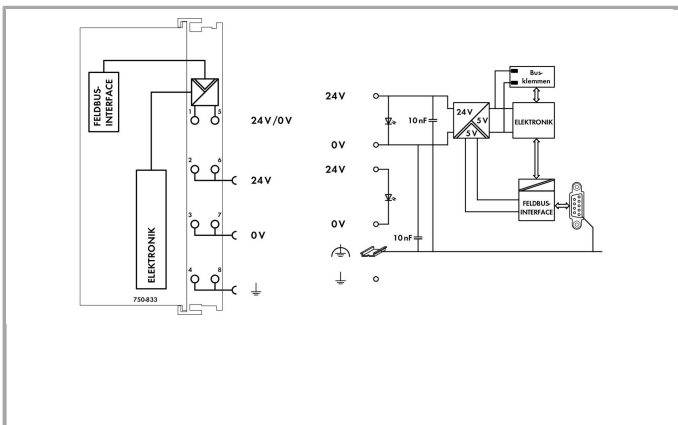 FELDBUS-
INTERFACE
1 5
24V/0V
2 6
24V
3 7
0V
4 8
ELEKTRONIK
750-833
24V
10nF
0V
24V
0V
10nF
24V
5V
5V
Bus-
klemmen
ELEKTRONIK
FELDBUS-
INTERFACE